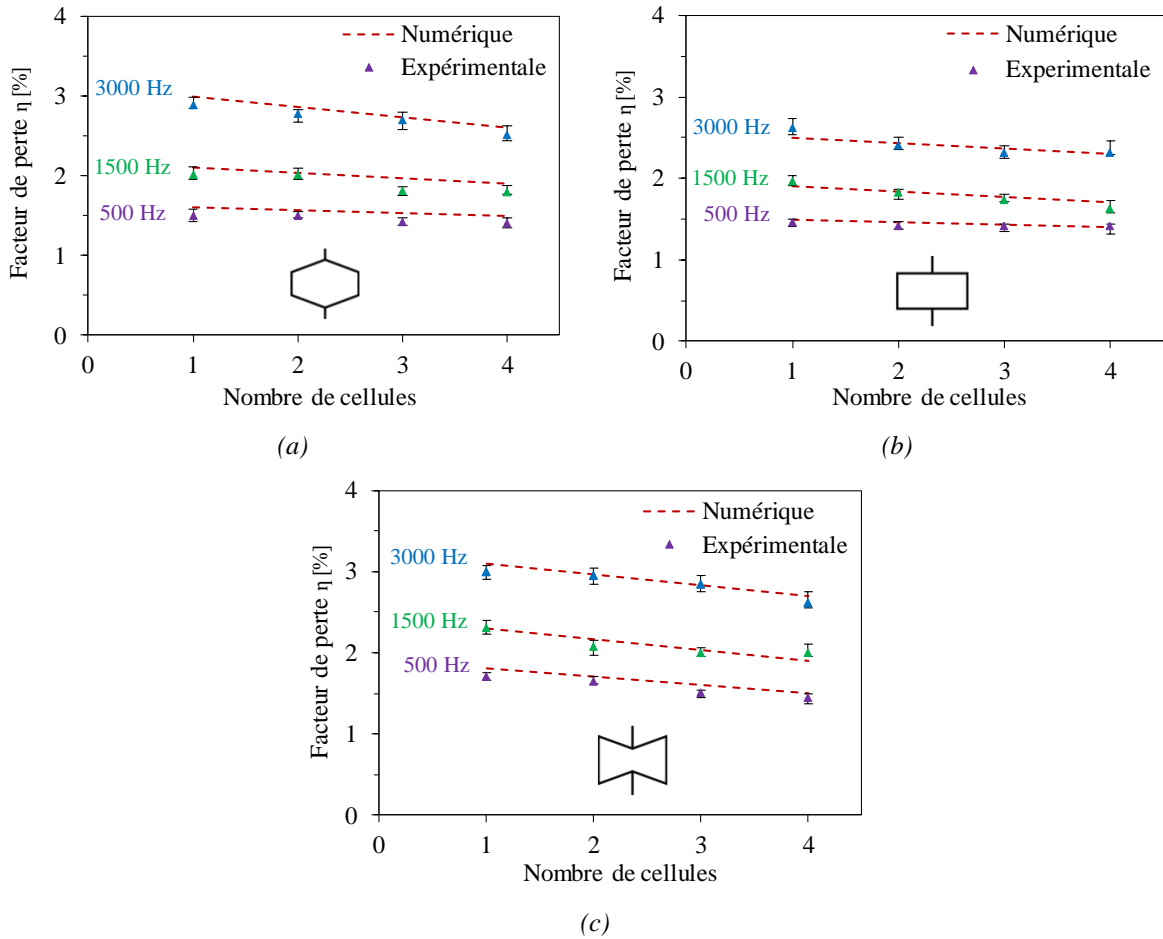 4
3
2
1
0
Facteur de perte η [%]
Numérique
Expérimentale
3000 Hz
1500 Hz
500 Hz
0 1 2 3 4
Nombre de cellules
(a)
4
3
2
1
0
Facteur de perte η [%]
Numérique
Experimentale
3000 Hz
1500 Hz
500 Hz
0 1 2 3 4
Nombre de cellules
(b)
4
3
2
1
0
Facteur de perte η [%]
Numérique
Expérimentale
3000 Hz
1500 Hz
500 Hz
0 1 2 3 4
Nombre de cellules
(c)